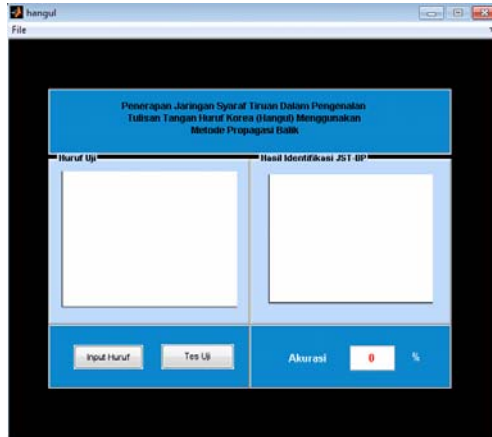 hangul
File
Penerapan Jaringan Syaraf Tiruan Dalam Pengenalan
Tulisan Tangan Huruf Korea (Hangul) Menggunakan
Metode Propagasi Balik
Huruf Uji
Hasil Identifikasi JST-BP
Input Huruf
Tes Uji
Akurasi
0
%